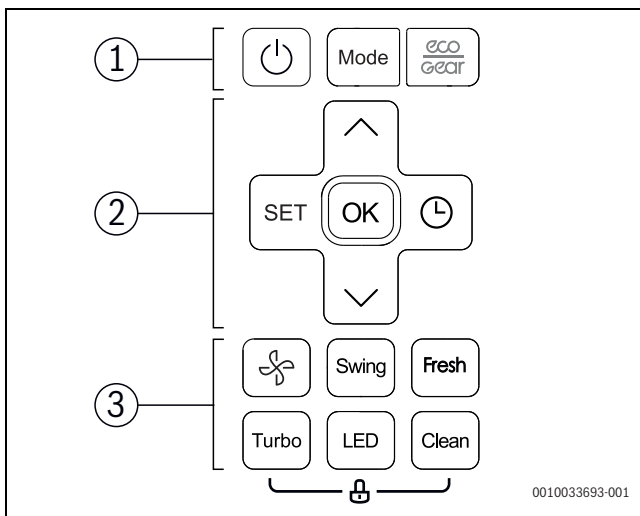 1
Mode
eco
Gear
2
SET
OK
3
Swing
Fresh
Turbo
LED
Clean
0010033693-001